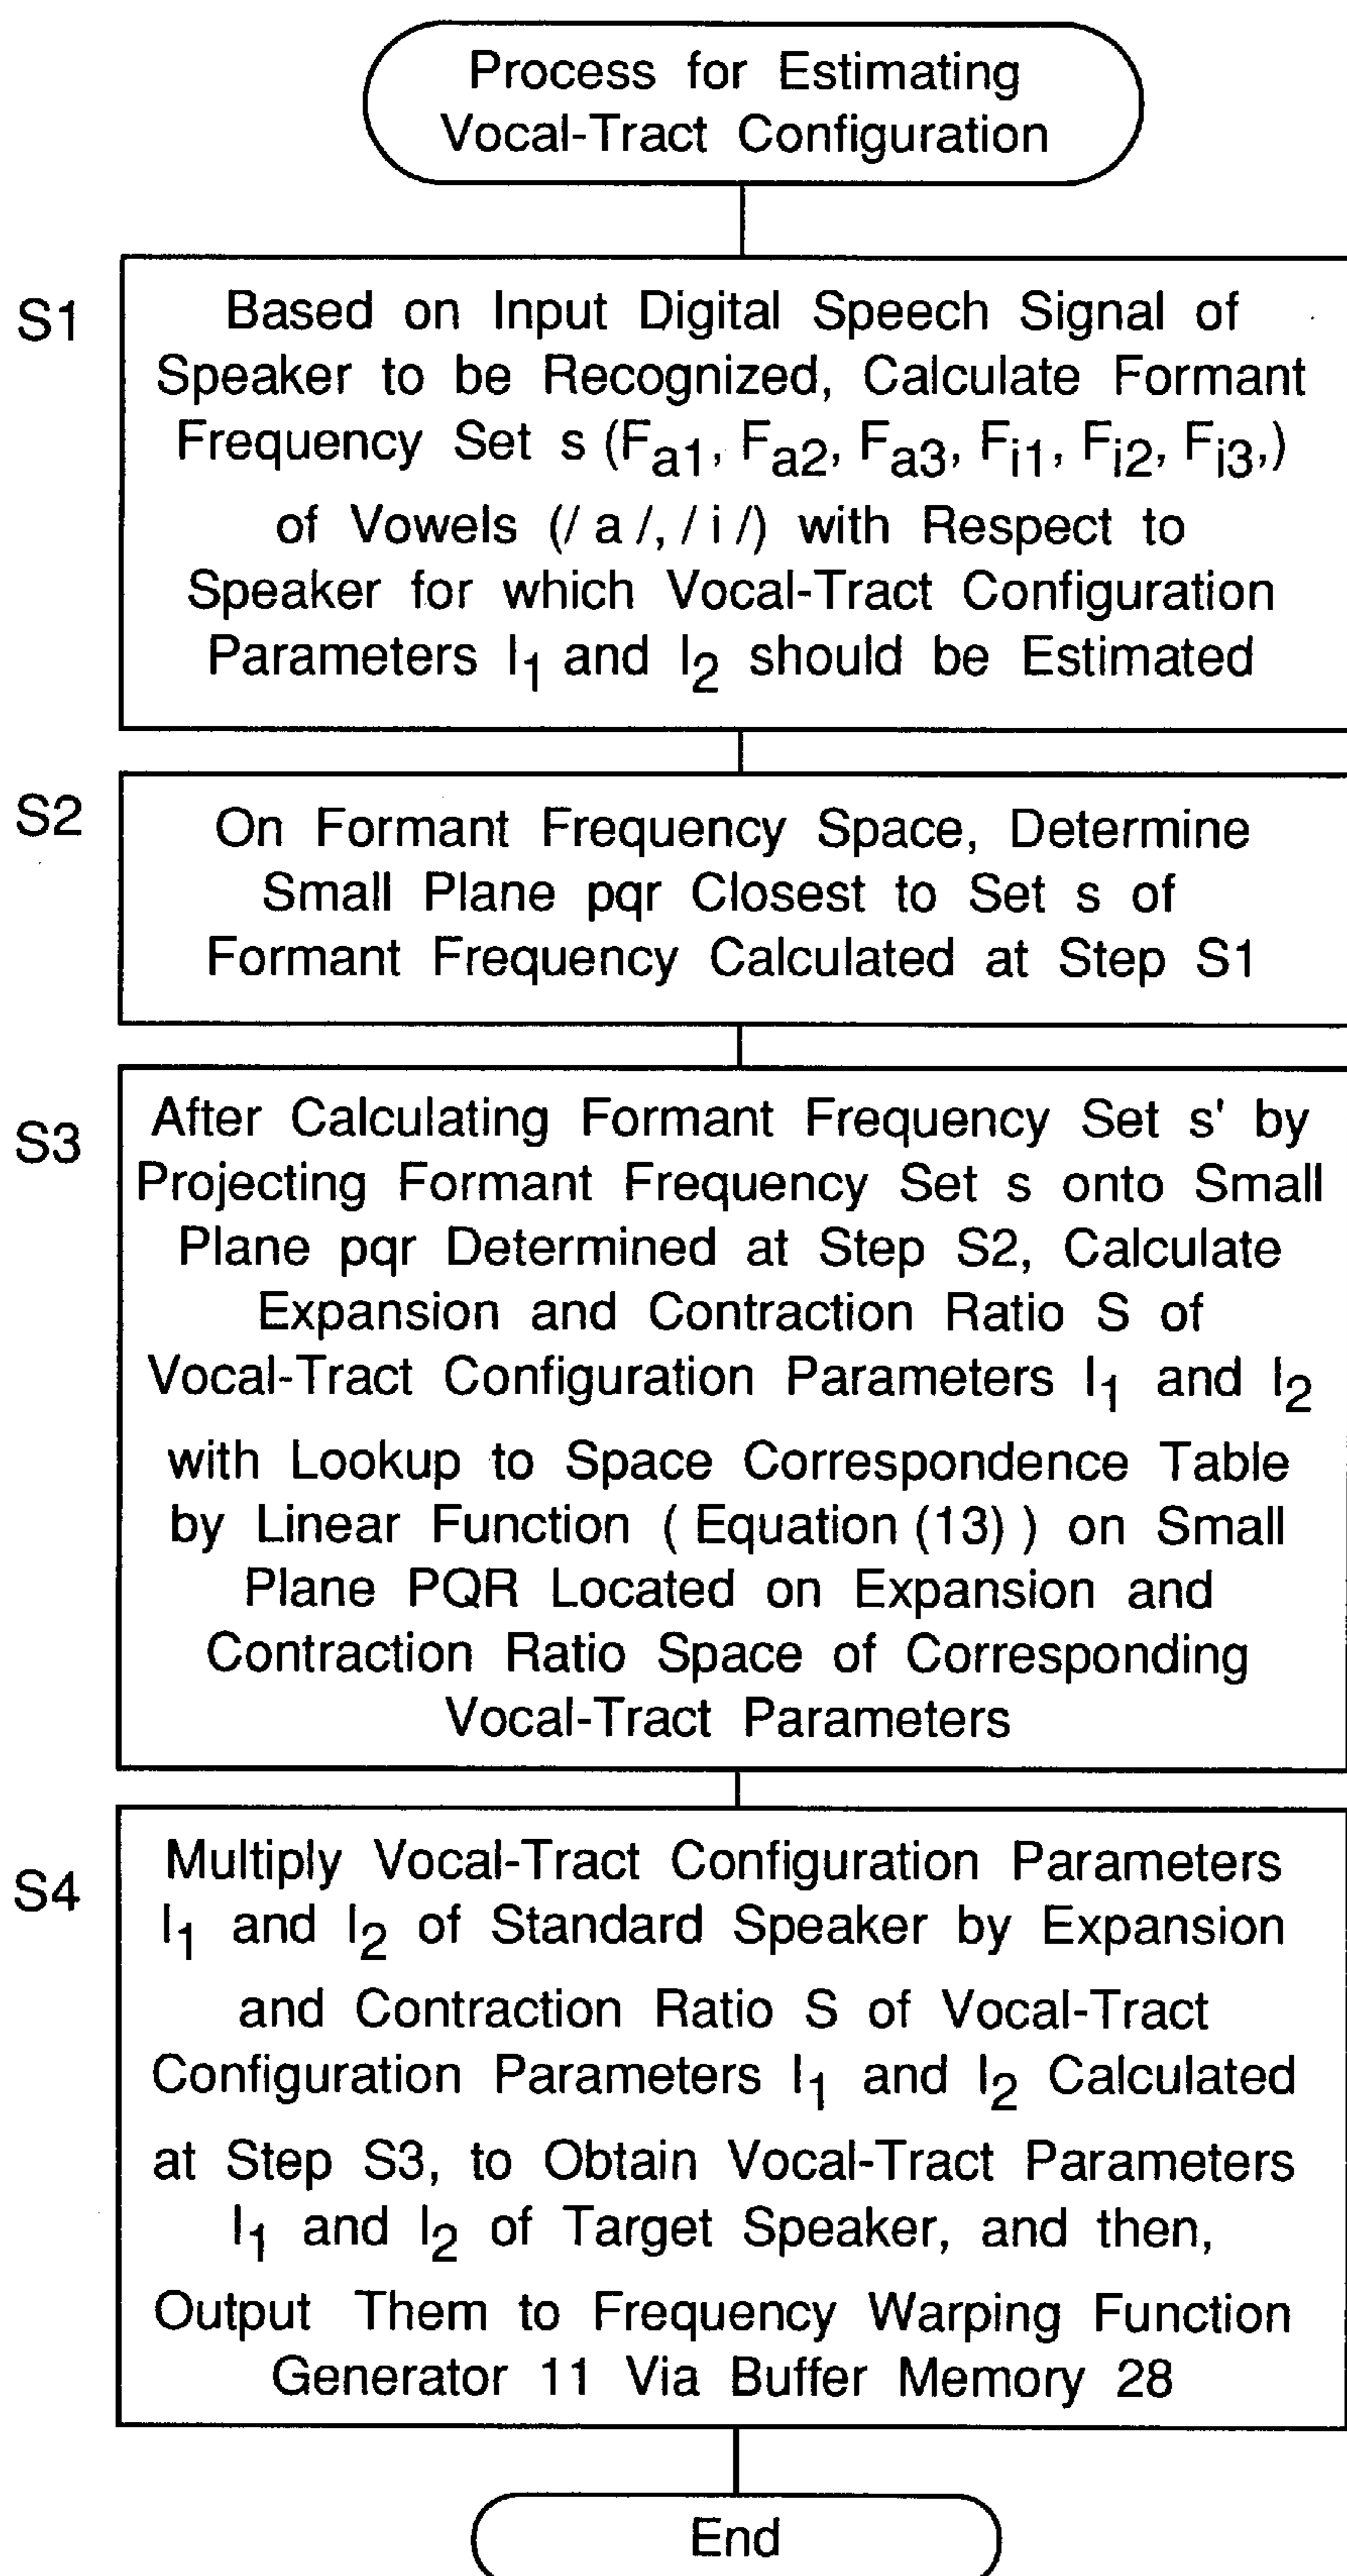 Process for Estimating
Vocal-Tract Configuration
S1
Based on Input Digital Speech Signal of
Speaker to be Recognized, Calculate Formant
Frequency Set s (Fa1, Fa2, Fa3, Fi1, Fi2, Fi3,)
of Vowels (/ a /, / i /) with Respect to
Speaker for which Vocal-Tract Configuration
Parameters l1 and l2 should be Estimated
S2
On Formant Frequency Space, Determine
Small Plane pqr Closest to Set s of
Formant Frequency Calculated at Step S1
S3
After Calculating Formant Frequency Set s' by
Projecting Formant Frequency Set s onto Small
Plane pqr Determined at Step S2, Calculate
Expansion and Contraction Ratio S of
Vocal-Tract Configuration Parameters l1 and l2
with Lookup to Space Correspondence Table
by Linear Function ( Equation (13) ) on Small
Plane PQR Located on Expansion and
Contraction Ratio Space of Corresponding
Vocal-Tract Parameters
S4
Multiply Vocal-Tract Configuration Parameters
l1 and l2 of Standard Speaker by Expansion
and Contraction Ratio S of Vocal-Tract
Configuration Parameters l1 and l2 Calculated
at Step S3, to Obtain Vocal-Tract Parameters
l1 and l2 of Target Speaker, and then,
Output Them to Frequency Warping Function
Generator 11 Via Buffer Memory 28
End